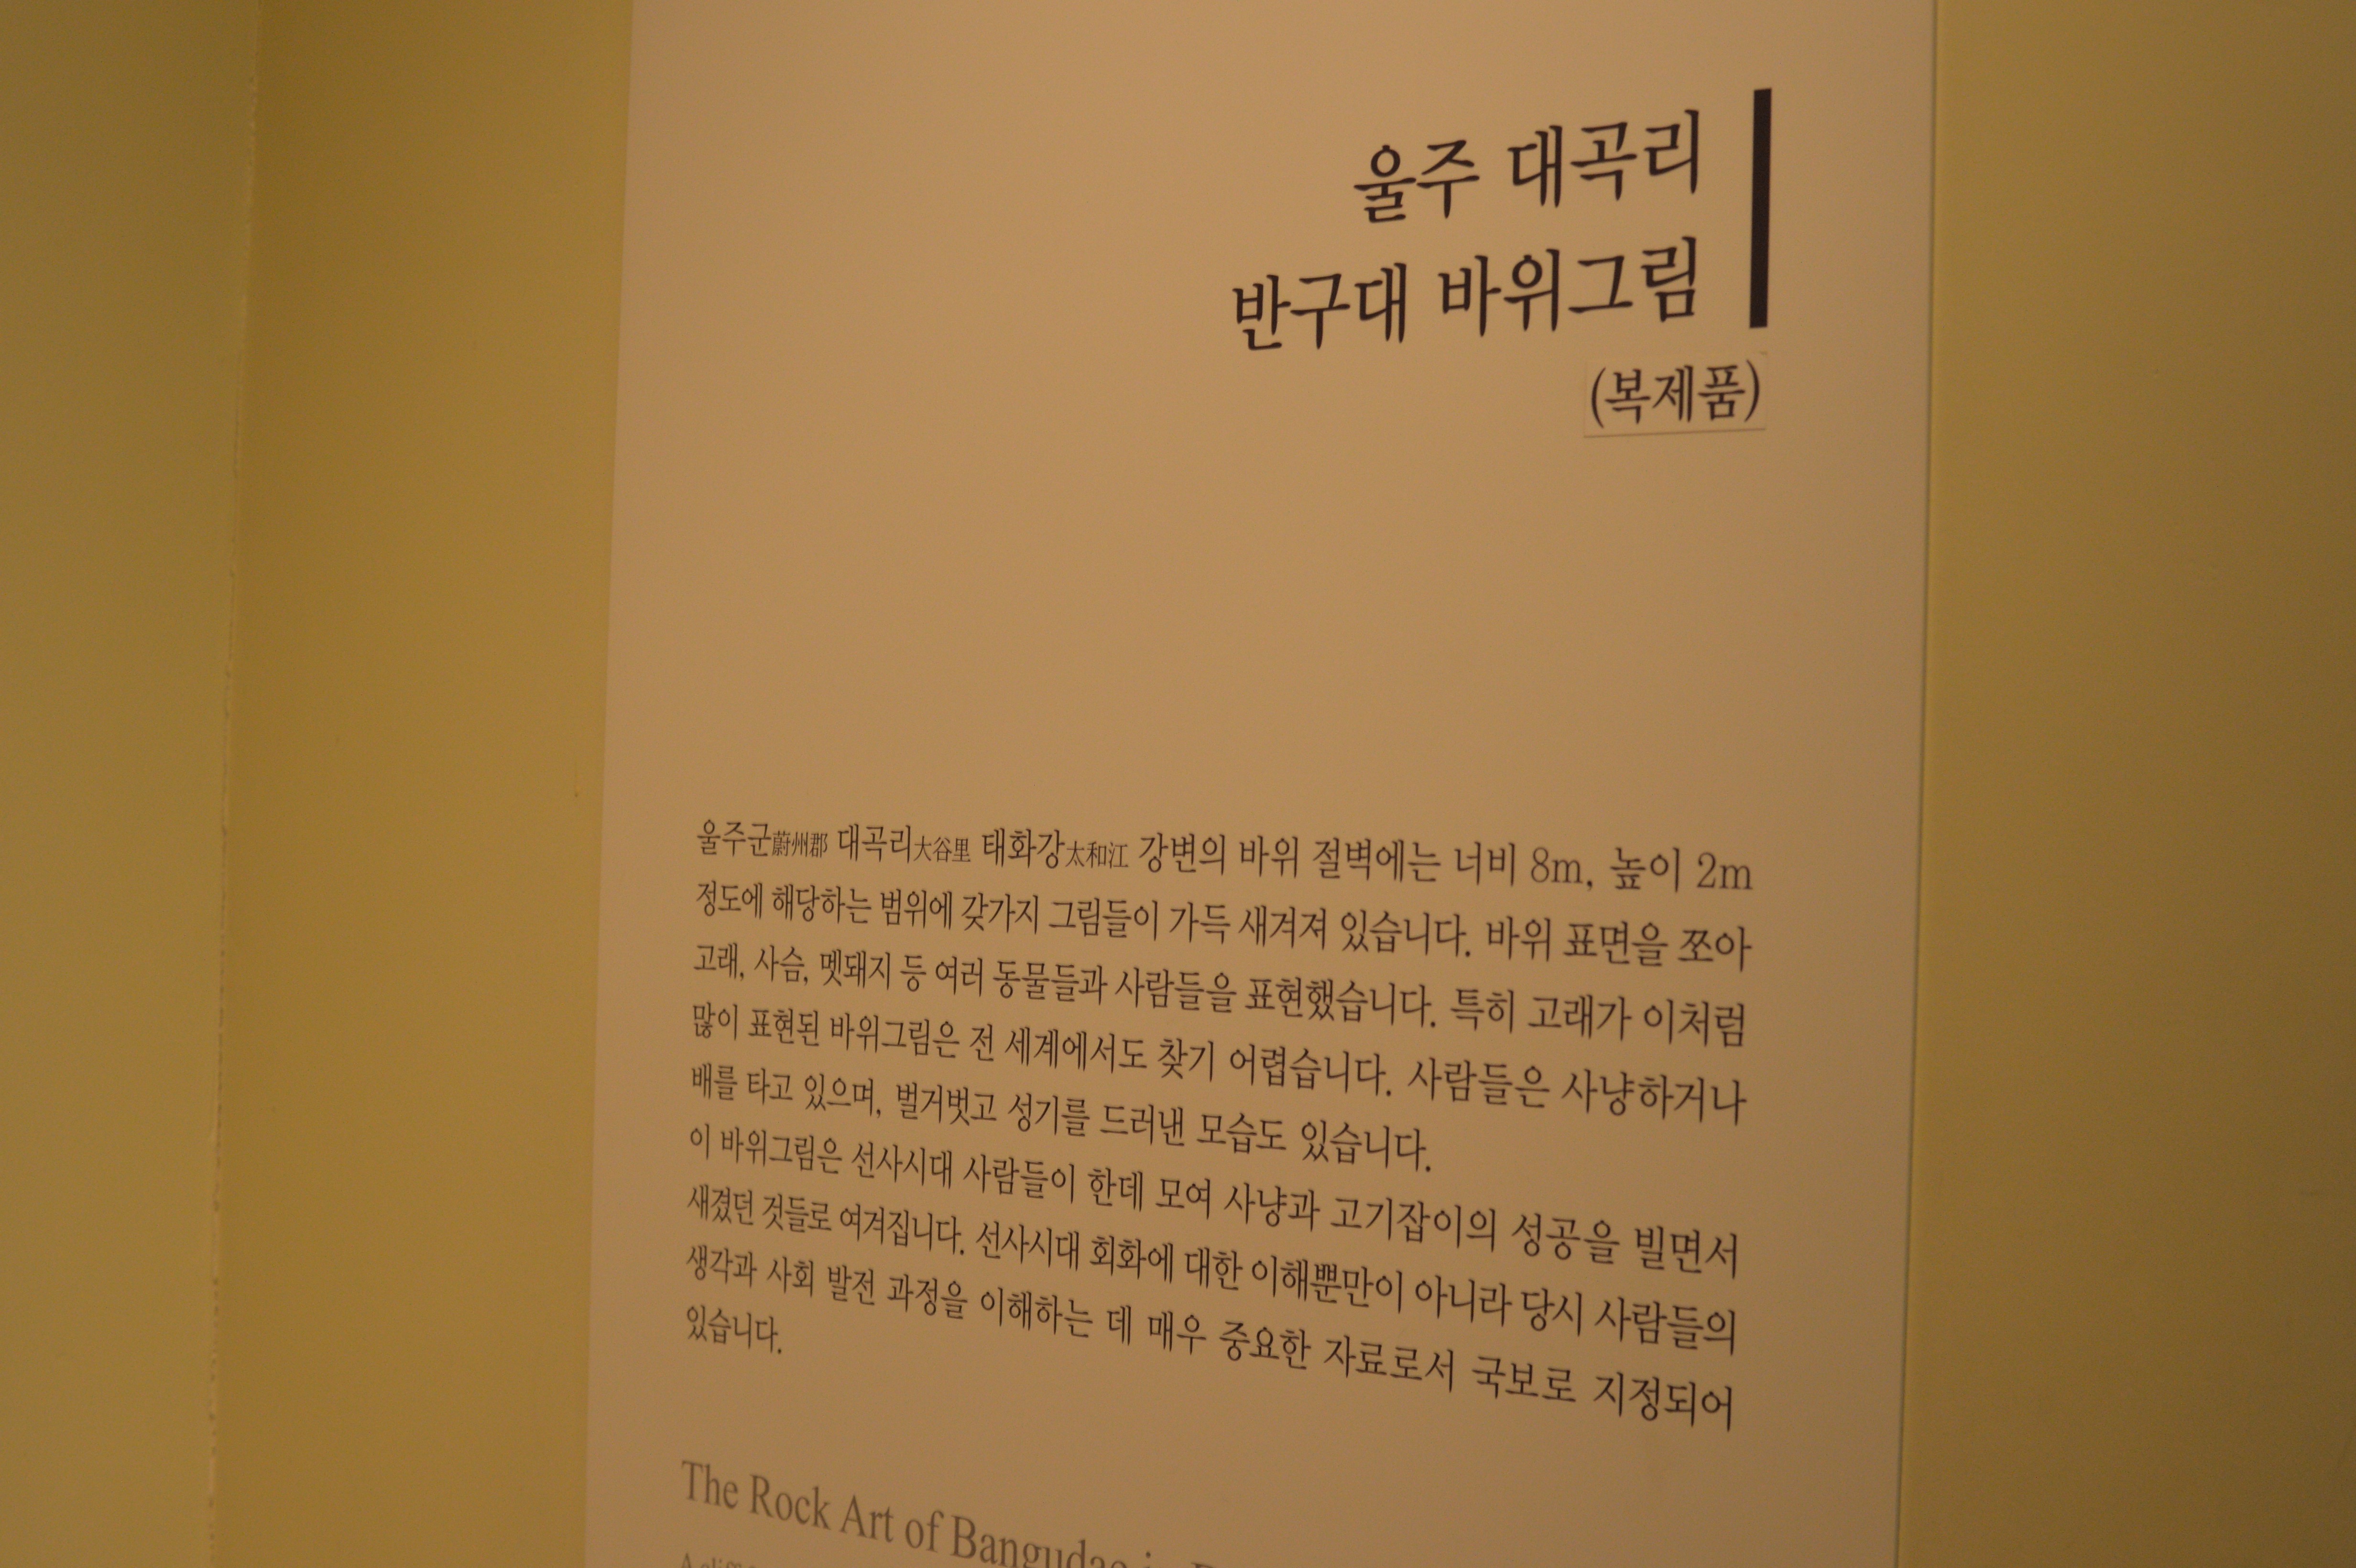 울주 대곡리
반구대 바위그림
(복제품)
울주군蔚州郡 대곡리大谷里 태화강太和江 강변의 바위 절벽에는 너비 8m, 높이 2m
정도에 해당하는 범위에 갖가지 그림들이 가득 새겨져 있습니다. 바위 표면을 쪼아
고래, 사슴, 멧돼지 등 여러 동물들과 사람들을 표현했습니다. 특히 고래가 이처럼
많이 표현된 바위그림은 전 세계에서도 찾기 어렵습니다. 사람들은 사냥하거나
배를 타고 있으며, 벌거벗고 성기를 드러낸 모습도 있습니다.
이 바위그림은 선사시대 사람들이 한데 모여 사냥과 고기잡이의 성공을 빌면서
새겼던 것들로 여겨집니다. 선사시대 회화에 대한 이해뿐만이 아니라 당시 사람들의
생각과 사회 발전 과정을 이해하는 데 매우 중요한 자료로서 국보로 지정되어
있습니다.
The Rock Art of Bangudae